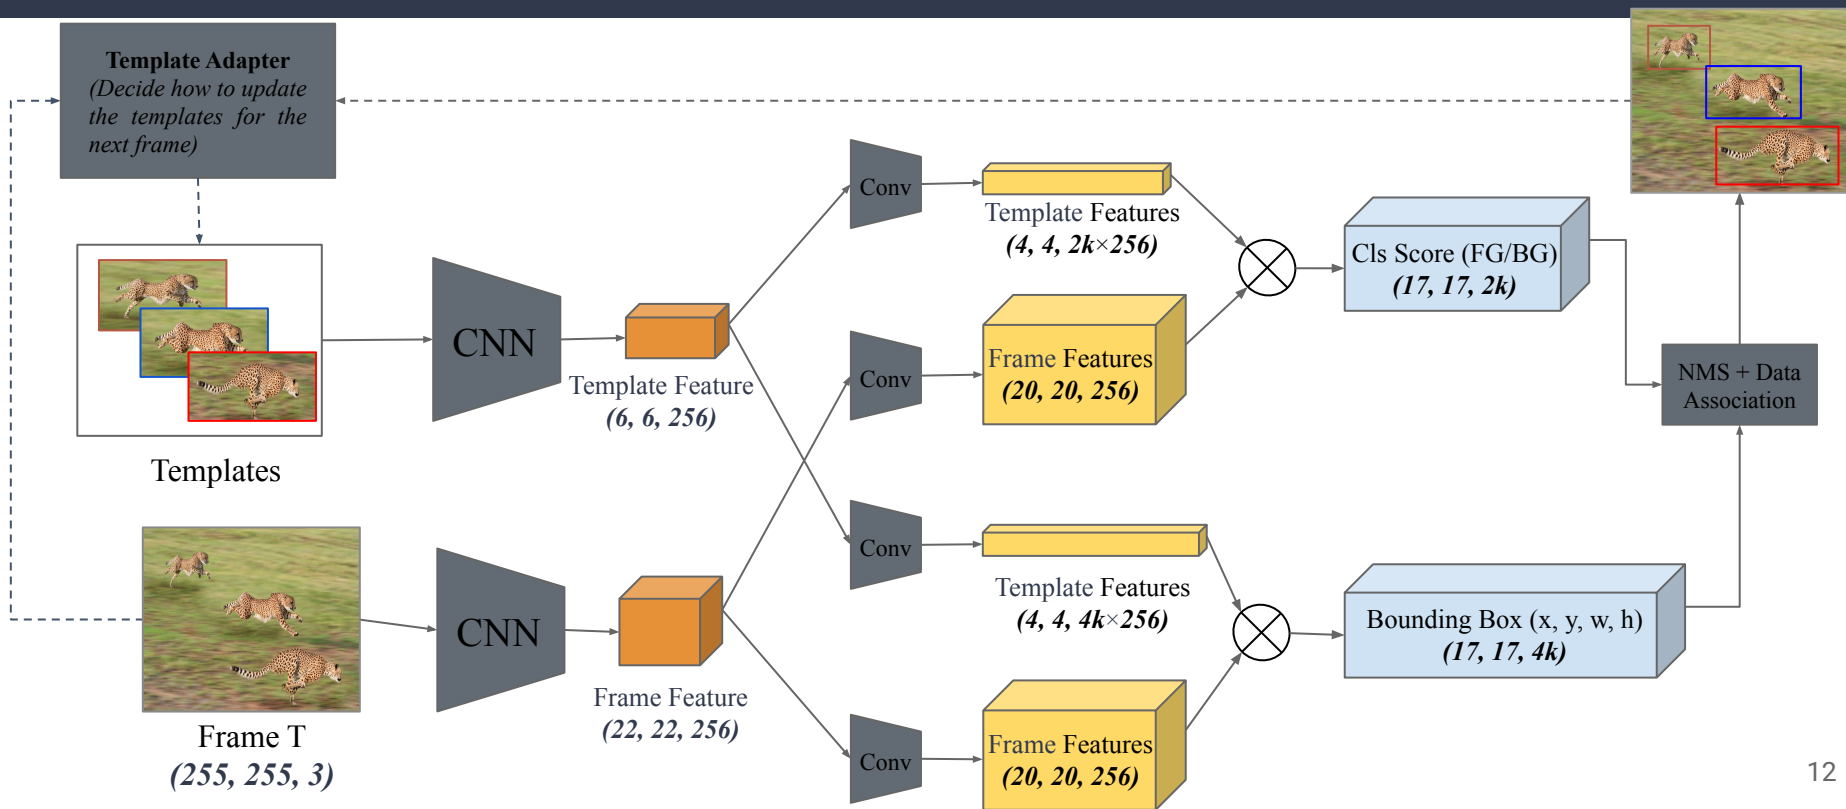 Template Adapter
(Decide how to update
the templates for the
next frame)
Templates
Frame T
(255, 255, 3)
CNN
CNN
Template Feature
(6, 6, 256)
Frame Feature
(22, 22, 256)
Conv
Conv
Conv
Conv
Template Features
(4, 4, 2k×256)
Frame Features
(20, 20, 256)
Template Features
(4, 4, 4k×256)
Frame Features
(20, 20, 256)
Cls Score (FG/BG)
(17, 17, 2k)
Bounding Box (x, y, w, h)
(17, 17, 4k)
NMS + Data
Association
12